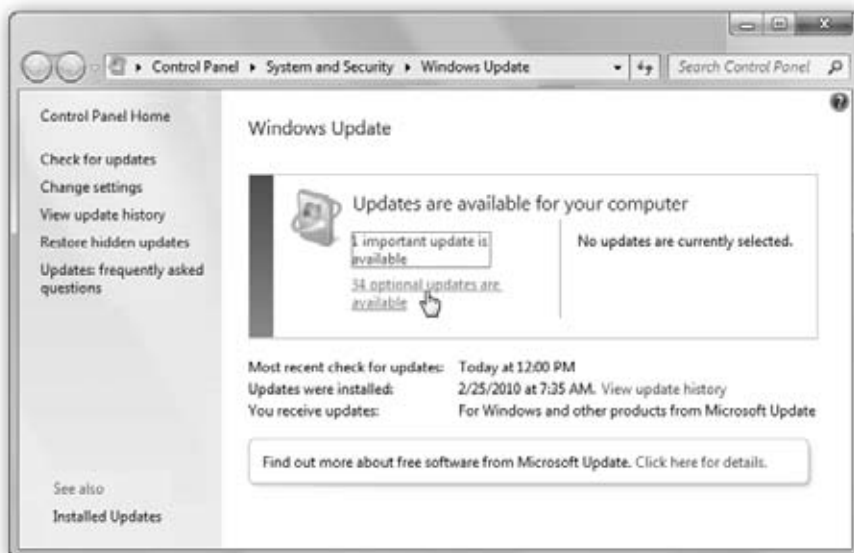 Control Panel ▸ System and Security ▸ Windows Update
Search Control Panel
Control Panel Home
Check for updates
Change settings
View update history
Restore hidden updates
Updates: frequently asked
questions
See also
Installed Updates
Windows Update
Updates are available for your computer
1 important update is
available
34 optional updates are
available
No updates are currently selected.
Most recent check for updates: Today at 12:00 PM
Updates were installed: 2/25/2010 at 7:35 AM. View update history
You receive updates: For Windows and other products from Microsoft Update
Find out more about free software from Microsoft Update. Click here for details.